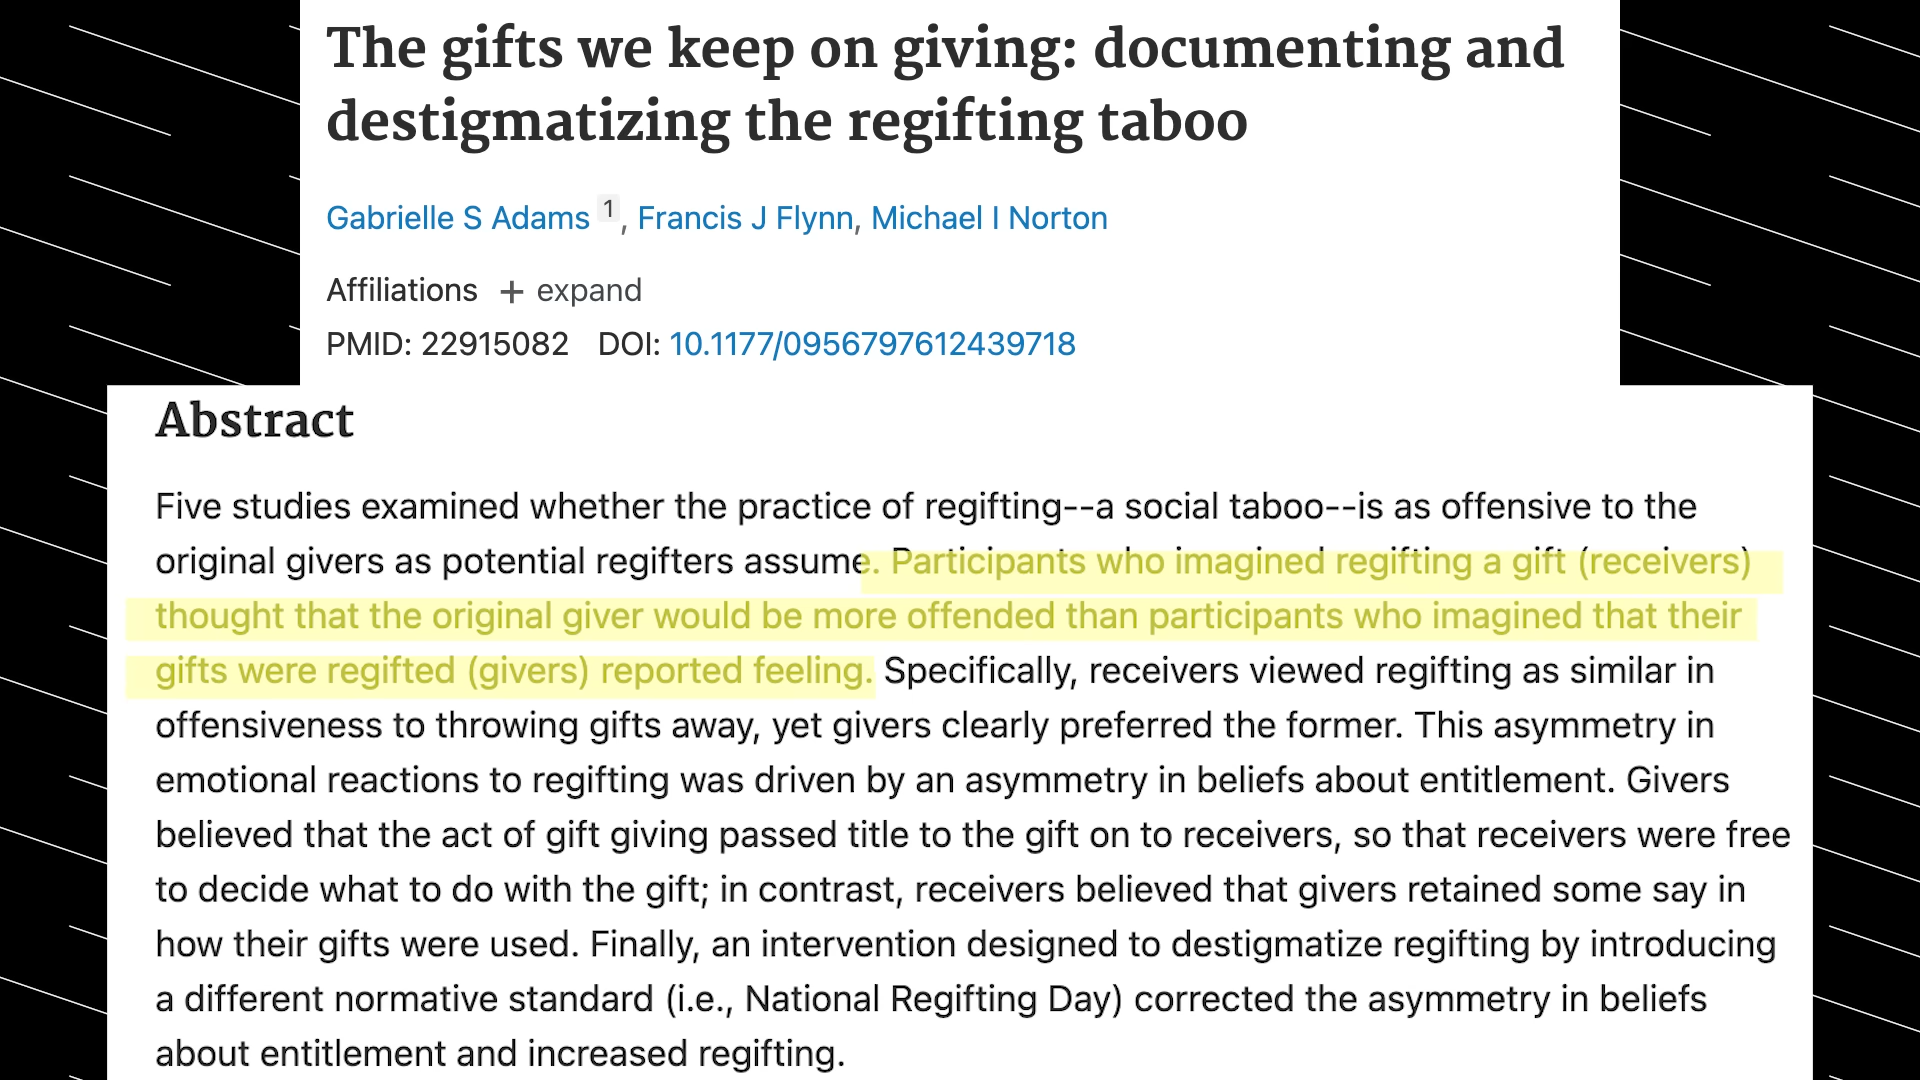 The gifts we keep on giving: documenting and
destigmatizing the regifting taboo
Gabrielle S Adams 1, Francis J Flynn, Michael I Norton
Affiliations + expand
PMID: 22915082 DOI: 10.1177/0956797612439718
Abstract
Five studies examined whether the practice of regifting--a social taboo--is as offensive to the
original givers as potential regifters assume. Participants who imagined regifting a gift (receivers)
thought that the original giver would be more offended than participants who imagined that their
gifts were regifted (givers) reported feeling. Specifically, receivers viewed regifting as similar in
offensiveness to throwing gifts away, yet givers clearly preferred the former. This asymmetry in
emotional reactions to regifting was driven by an asymmetry in beliefs about entitlement. Givers
believed that the act of gift giving passed title to the gift on to receivers, so that receivers were free
to decide what to do with the gift; in contrast, receivers believed that givers retained some say in
how their gifts were used. Finally, an intervention designed to destigmatize regifting by introducing
a different normative standard (i.e., National Regifting Day) corrected the asymmetry in beliefs
about entitlement and increased regifting.